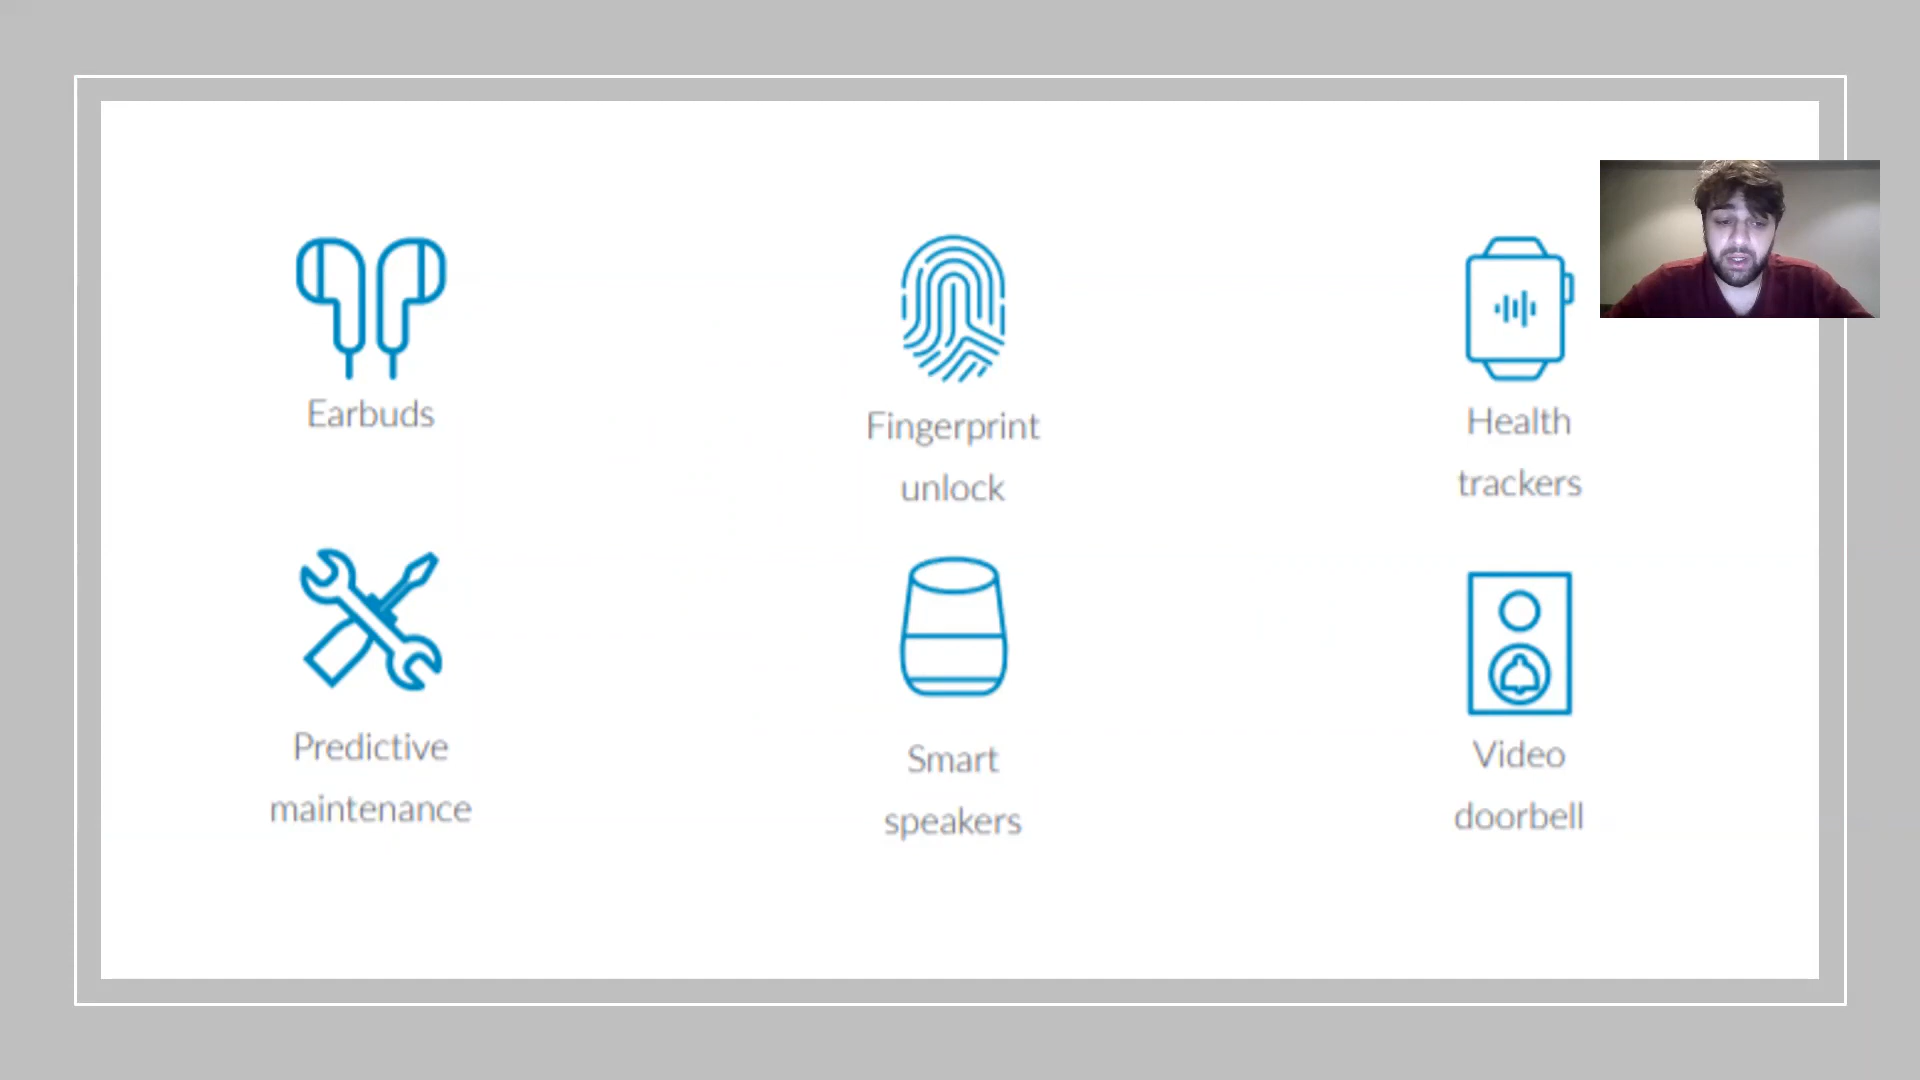 Earbuds
Fingerprint
unlock
Health
trackers
Predictive
maintenance
Smart
speakers
Video
doorbell